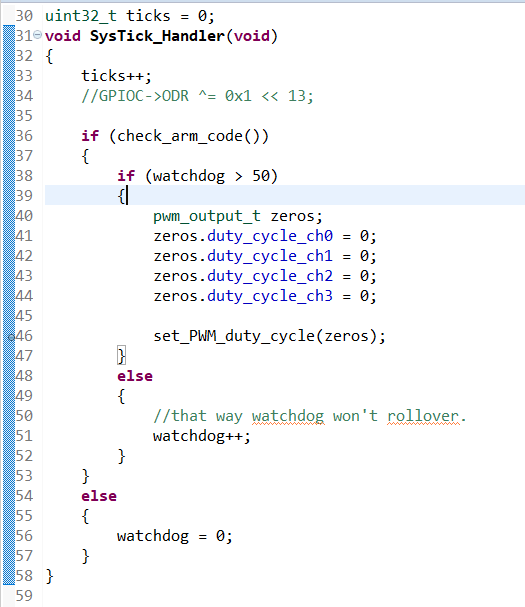 30 uint32_t ticks = 0;
31 void SysTick_Handler(void)
32 {
33     ticks++;
34     //GPIOC->ODR ^= 0x1 << 13;
35
36     if (check_arm_code())
37     {
38         if (watchdog > 50)
39         {
40             pwm_output_t zeros;
41             zeros.duty_cycle_ch0 = 0;
42             zeros.duty_cycle_ch1 = 0;
43             zeros.duty_cycle_ch2 = 0;
44             zeros.duty_cycle_ch3 = 0;
45
46             set_PWM_duty_cycle(zeros);
47         }
48         else
49         {
50             //that way watchdog won't rollover.
51             watchdog++;
52         }
53     }
54     else
55     {
56         watchdog = 0;
57     }
58 }
59